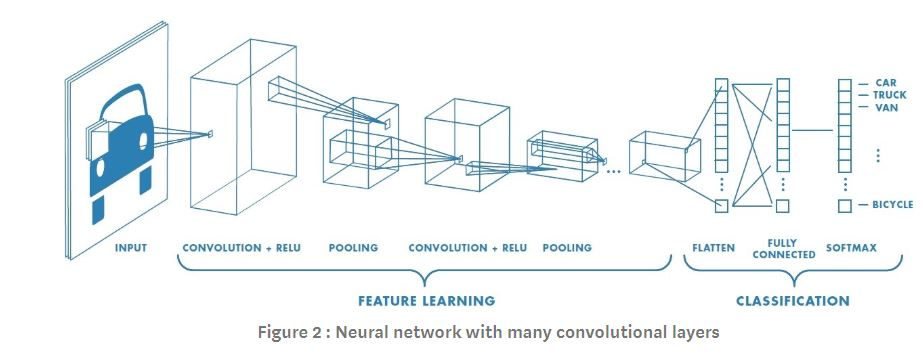 CAR
TRUCK
VAN
BICYCLE
INPUT
CONVOLUTION + RELU
POOLING
CONVOLUTION + RELU
POOLING
FLATTEN
FULLY
CONNECTED
SOFTMAX
FEATURE LEARNING
CLASSIFICATION
Figure 2 : Neural network with many convolutional layers